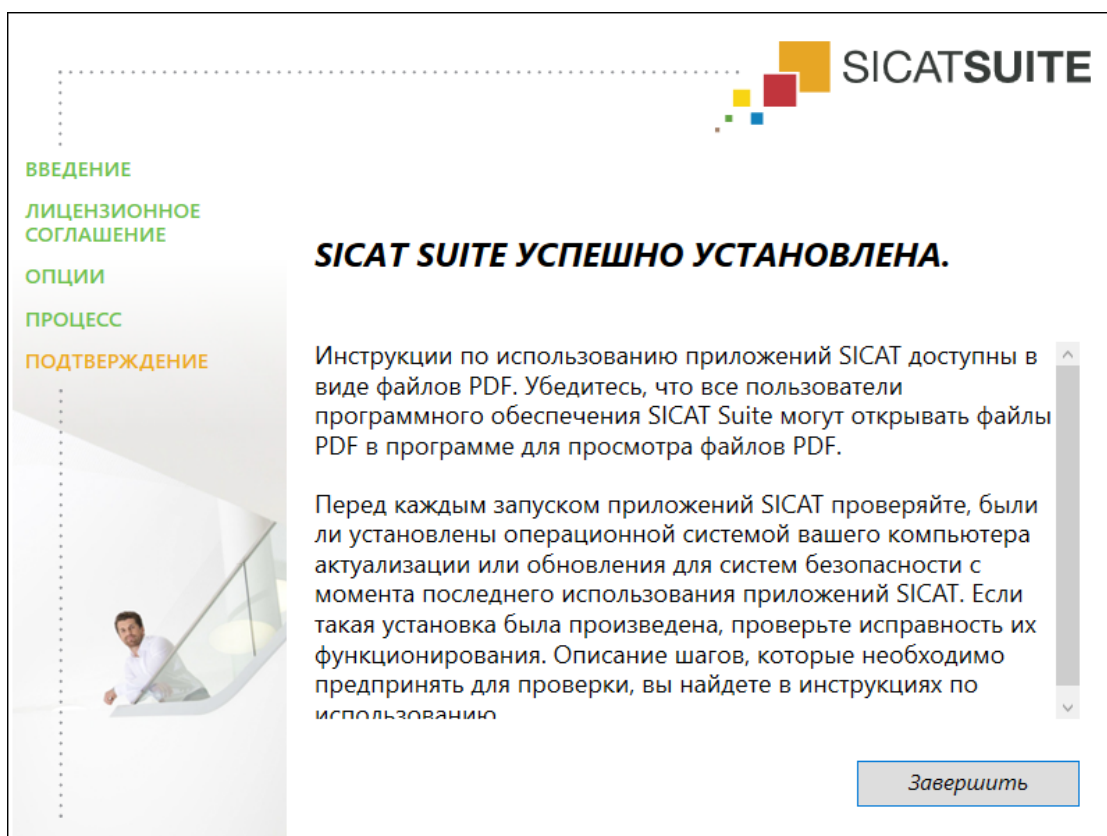 SICATSUITE
ВВЕДЕНИЕ
ЛИЦЕНЗИОННОЕ
СОГЛАШЕНИЕ
ОПЦИИ
ПРОЦЕСС
ПОДТВЕРЖДЕНИЕ
SICAT SUITE УСПЕШНО УСТАНОВЛЕНА.
Инструкции по использованию приложений SICAT доступны в
виде файлов PDF. Убедитесь, что все пользователи
программного обеспечения SICAT Suite могут открывать файлы
PDF в программе для просмотра файлов PDF.
Перед каждым запуском приложений SICAT проверяйте, были
ли установлены операционной системой вашего компьютера
актуализации или обновления для систем безопасности с
момента последнего использования приложений SICAT. Если
такая установка была произведена, проверьте исправность их
функционирования. Описание шагов, которые необходимо
предпринять для проверки, вы найдете в инструкциях по
использованию
Завершить